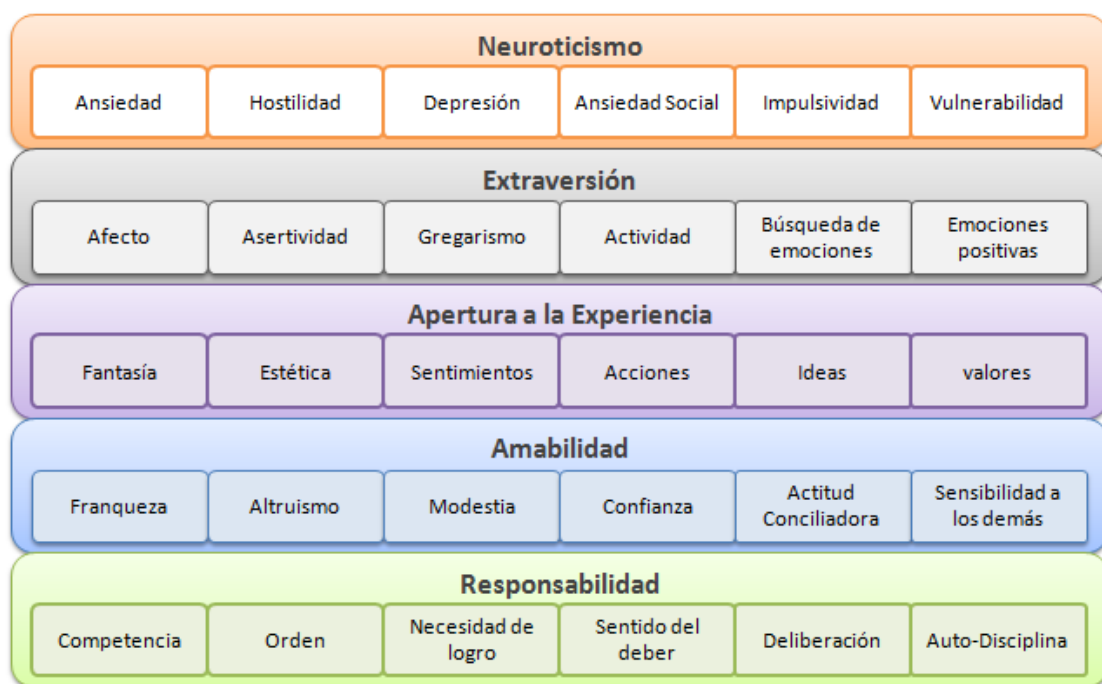 Neuroticismo
Ansiedad
Hostilidad
Depresión
Ansiedad Social
Impulsividad
Vulnerabilidad
Extraversión
Afecto
Asertividad
Gregarismo
Actividad
Búsqueda de
emociones
Emociones
positivas
Apertura a la Experiencia
Fantasía
Estética
Sentimientos
Acciones
Ideas
valores
Amabilidad
Franqueza
Altruismo
Modestia
Confianza
Actitud
Conciliadora
Sensibilidad a
los demás
Responsabilidad
Competencia
Orden
Necesidad de
logro
Sentido del
deber
Deliberación
Auto-Disciplina